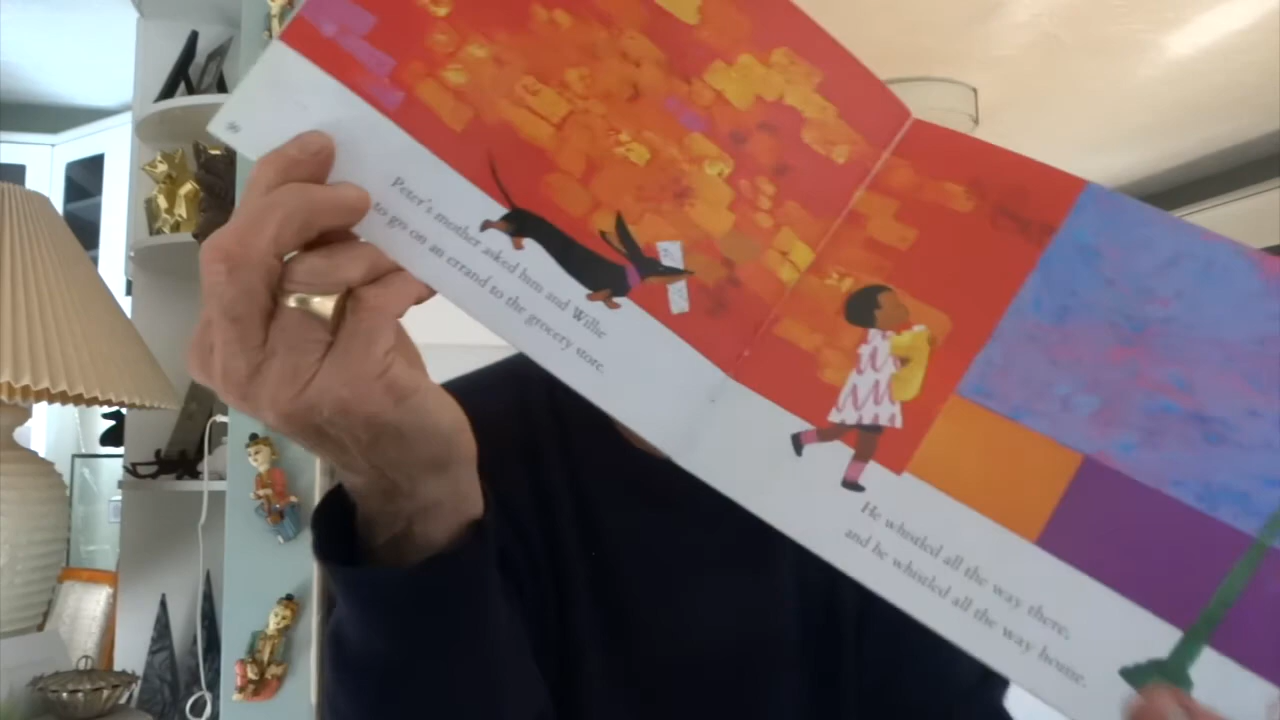 Peter's mother asked him and Willie
to go on an errand to the grocery store.
He whistled all the way there,
and he whistled all the way home.